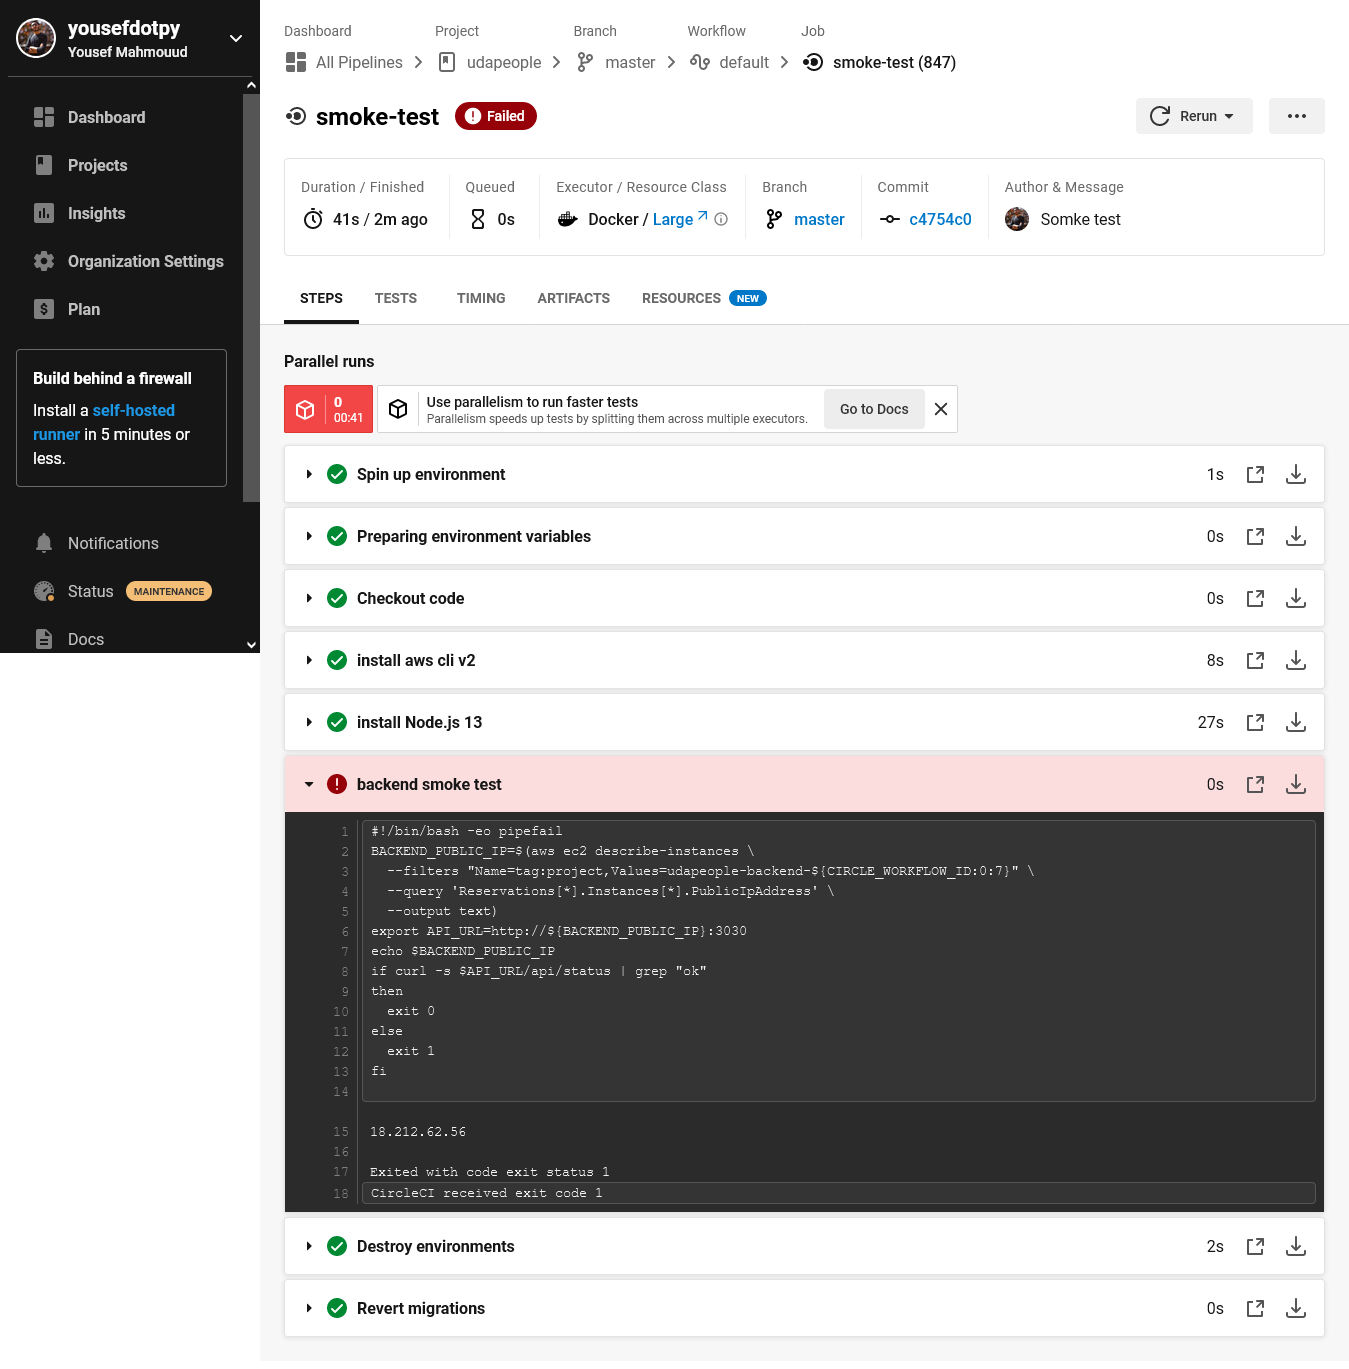 yousefdotpy
Yousef Mahmouud
Dashboard
Projects
Insights
Organization Settings
Plan
Build behind a firewall
Install a self-hosted
runner in 5 minutes or
less.
Notifications
Status MAINTENANCE
Docs
Dashboard Project Branch Workflow Job
All Pipelines udapeople master default smoke-test (847)
smoke-test Failed
Rerun
Duration / Finished Queued Executor / Resource Class Branch Commit Author & Message
41s / 2m ago 0s Docker / Large master c4754c0 Somke test
STEPS TESTS TIMING ARTIFACTS RESOURCES NEW
Parallel runs
0
00:41
Use parallelism to run faster tests
Parallelism speeds up tests by splitting them across multiple executors.
Go to Docs
Spin up environment 1s
Preparing environment variables 0s
Checkout code 0s
install aws cli v2 8s
install Node.js 13 27s
backend smoke test 0s
1 #!/bin/bash -eo pipefail
2 BACKEND_PUBLIC_IP=$(aws ec2 describe-instances \
3   --filters "Name=tag:project,Values=udapeople-backend-${CIRCLE_WORKFLOW_ID:0:7}" \
4   --query 'Reservations[*].Instances[*].PublicIpAddress' \
5   --output text)
6 export API_URL=http://${BACKEND_PUBLIC_IP}:3030
7 echo $BACKEND_PUBLIC_IP
8 if curl -s $API_URL/api/status | grep "ok"
9 then
10   exit 0
11 else
12   exit 1
13 fi
14
15 18.212.62.56
16
17 Exited with code exit status 1
18 CircleCI received exit code 1
Destroy environments 2s
Revert migrations 0s